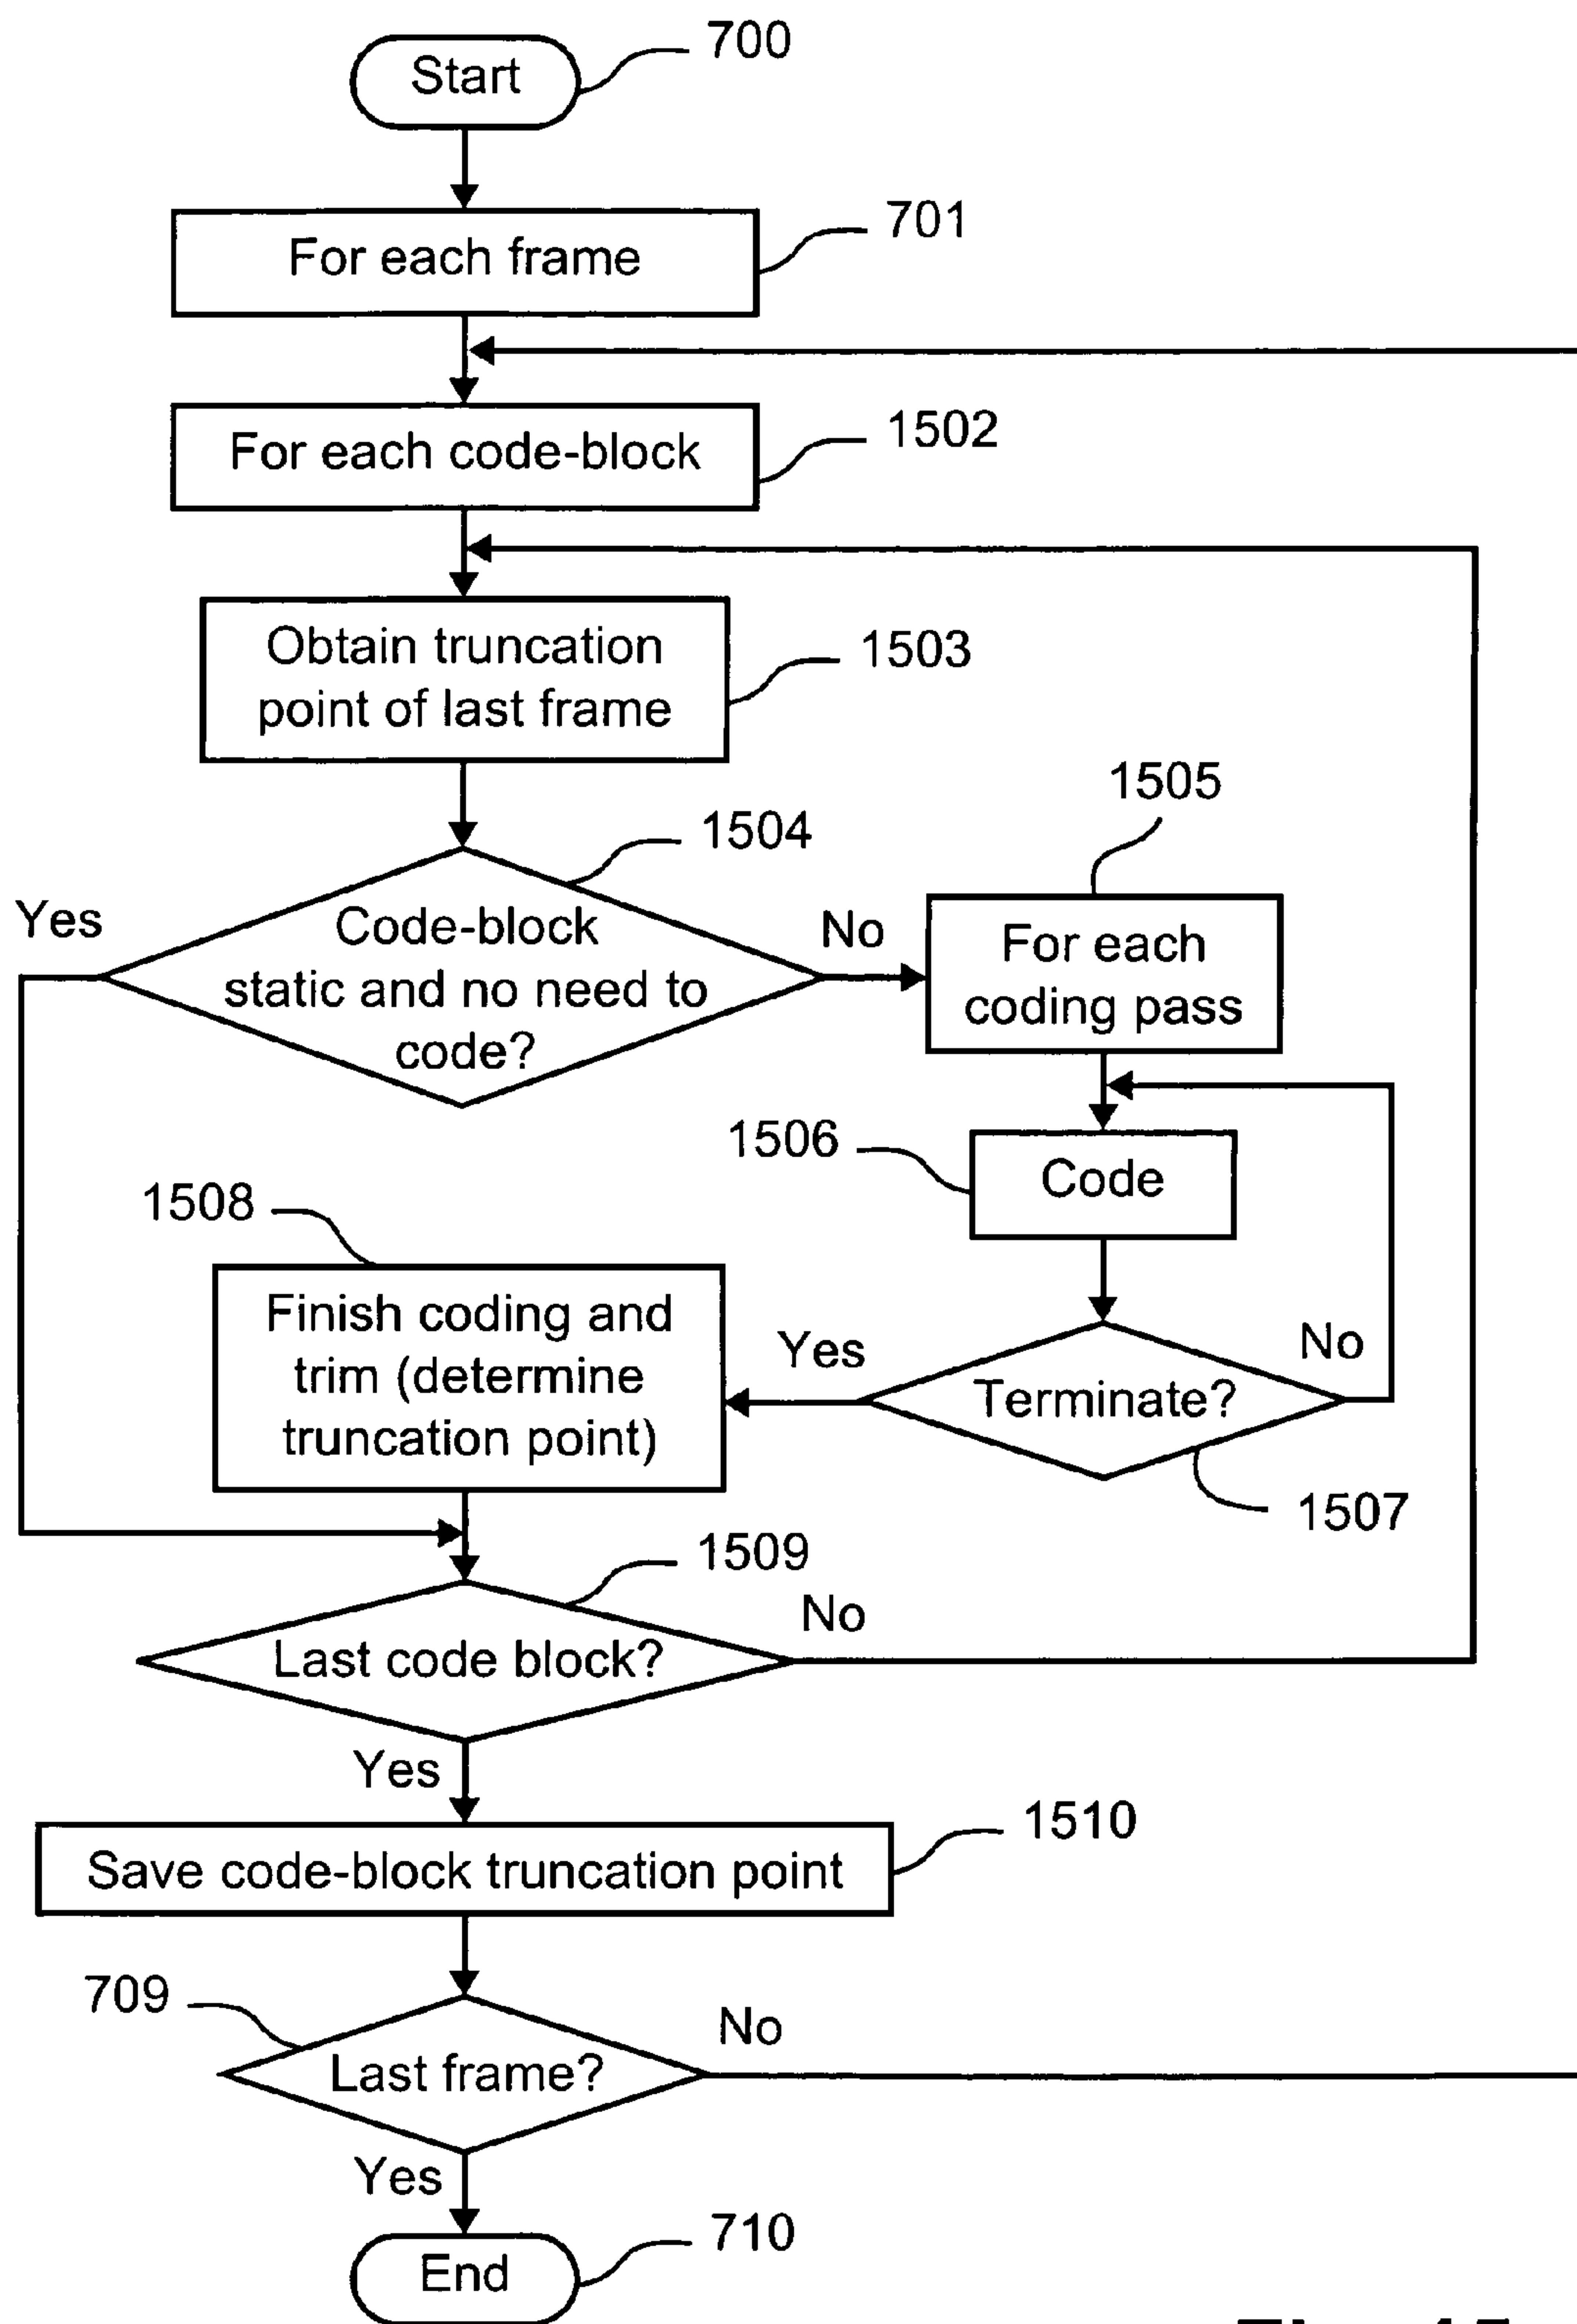 Start
700
For each frame
701
For each code-block
1502
Obtain truncation
point of last frame
1503
1504
1505
Yes
Code-block
static and no need to
code?
No
For each
coding pass
1506
Code
1508
Finish coding and
trim (determine
truncation point)
Yes
Terminate?
No
1507
1509
Last code block?
No
Yes
1510
Save code-block truncation point
709
Last frame?
No
Yes
710
End